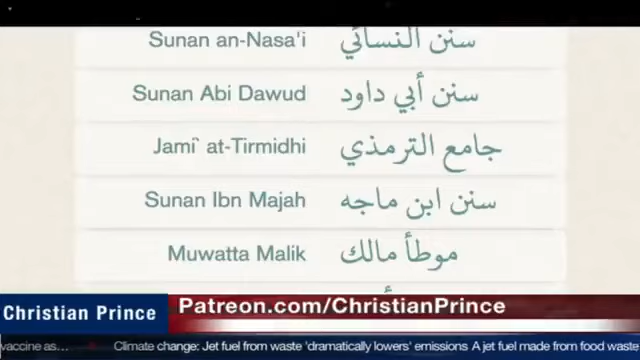 Sunan an-Nasa'i سنن النسائي
Sunan Abi Dawud سنن أبي داود
Jami` at-Tirmidhi جامع الترمذي
Sunan Ibn Majah سنن ابن ماجه
Muwatta Malik موطأ مالك
Christian Prince
Patreon.com/ChristianPrince
vaccine as... Climate change: Jet fuel from waste 'dramatically lowers' emissions A jet fuel made from food waste